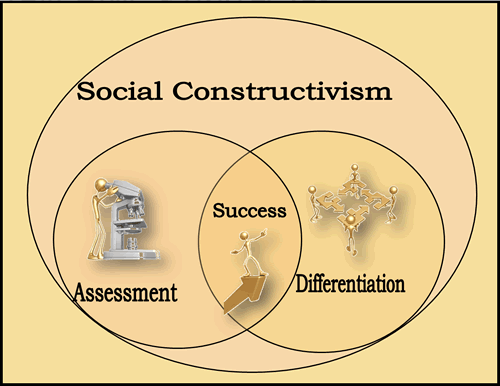 Social Constructivism
Success
Assessment
Differentiation